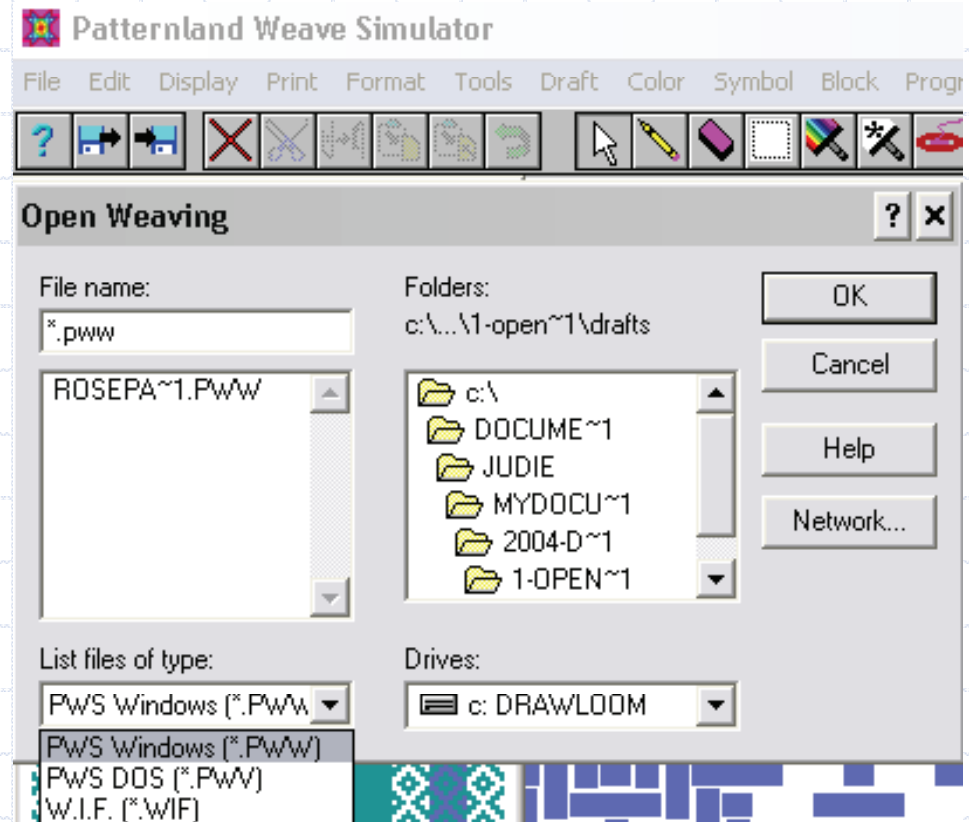 Patternland Weave Simulator
File Edit Display Print Format Tools Draft Color Symbol Block Progr
?
Open Weaving
File name:
*.pww
ROSEPA~1.PWW
List files of type:
PWS Windows (*.PWW
PWS Windows (*.PWW)
PWS DOS (*.PWV)
W.I.F. (*.WIF)
Folders:
c:\...\1-open~1\drafts
c:\
DOCUME~1
JUDIE
MYDOCU~1
2004-D~1
1-OPEN~1
Drives:
c: DRAWLOOM
? ×
OK
Cancel
Help
Network...